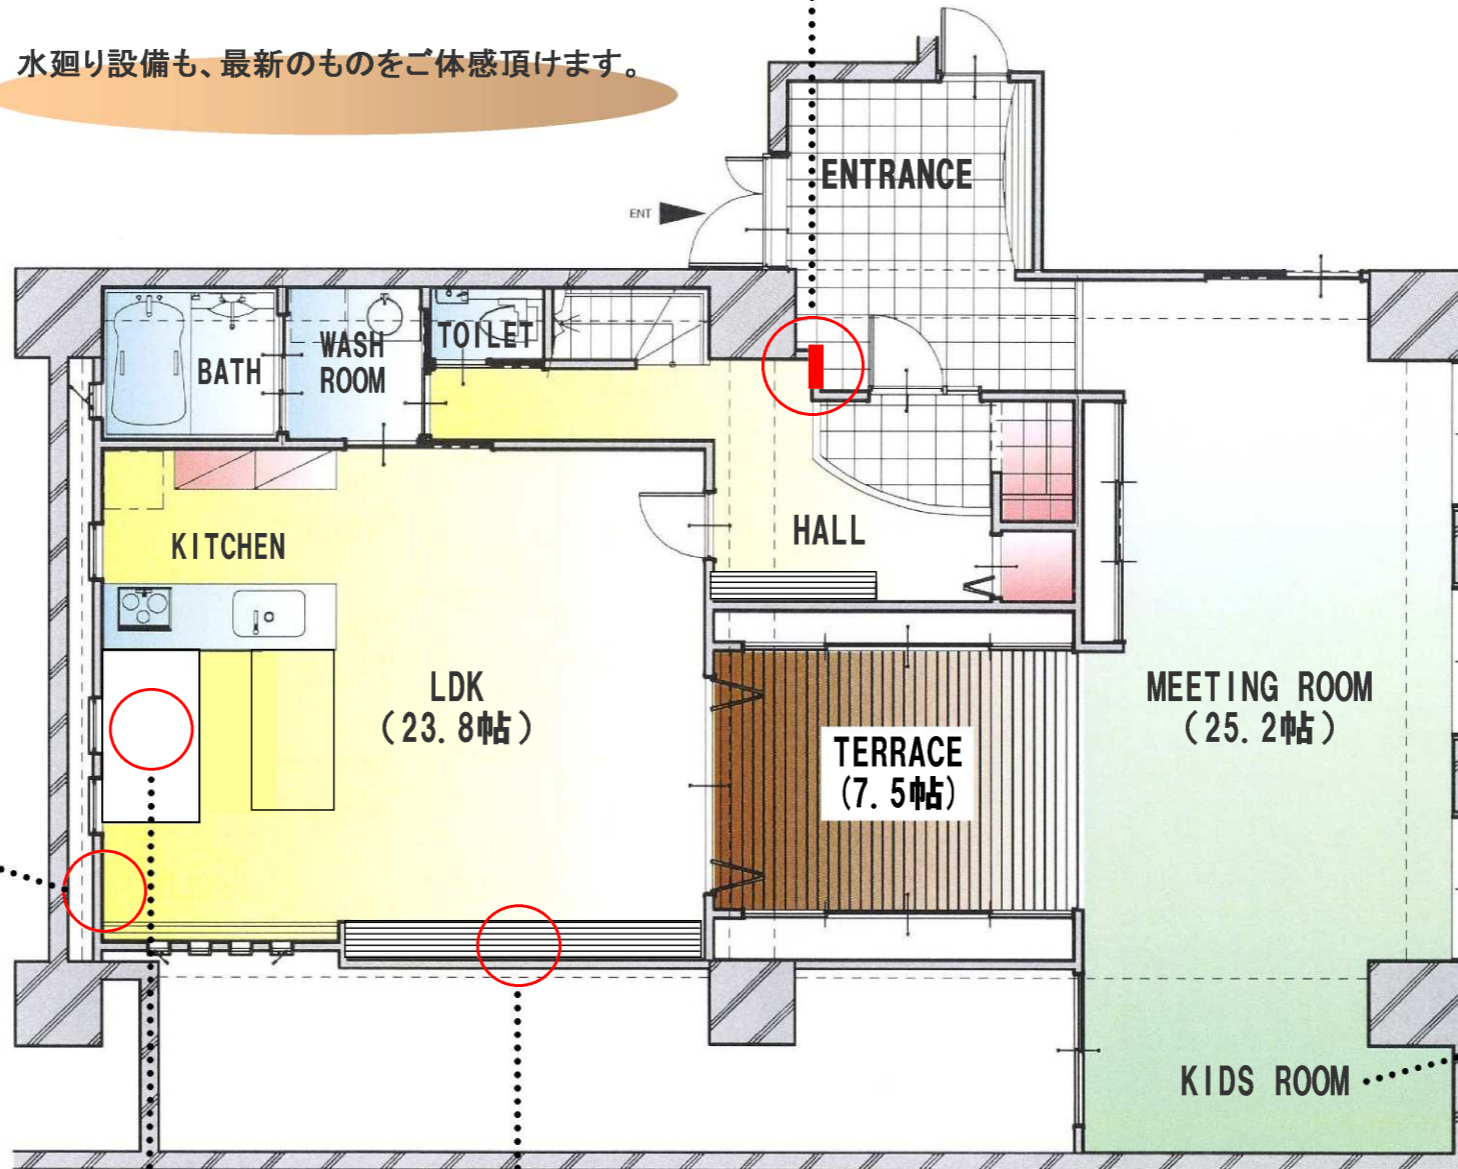 水廻り設備も、最新のものをご体感頂けます。
ENTRANCE
ENT
BATH
WASH
ROOM
TOILET
KITCHEN
HALL
LDK
(23.8帖)
TERRACE
(7.5帖)
MEETING ROOM
(25.2帖)
KIDS ROOM